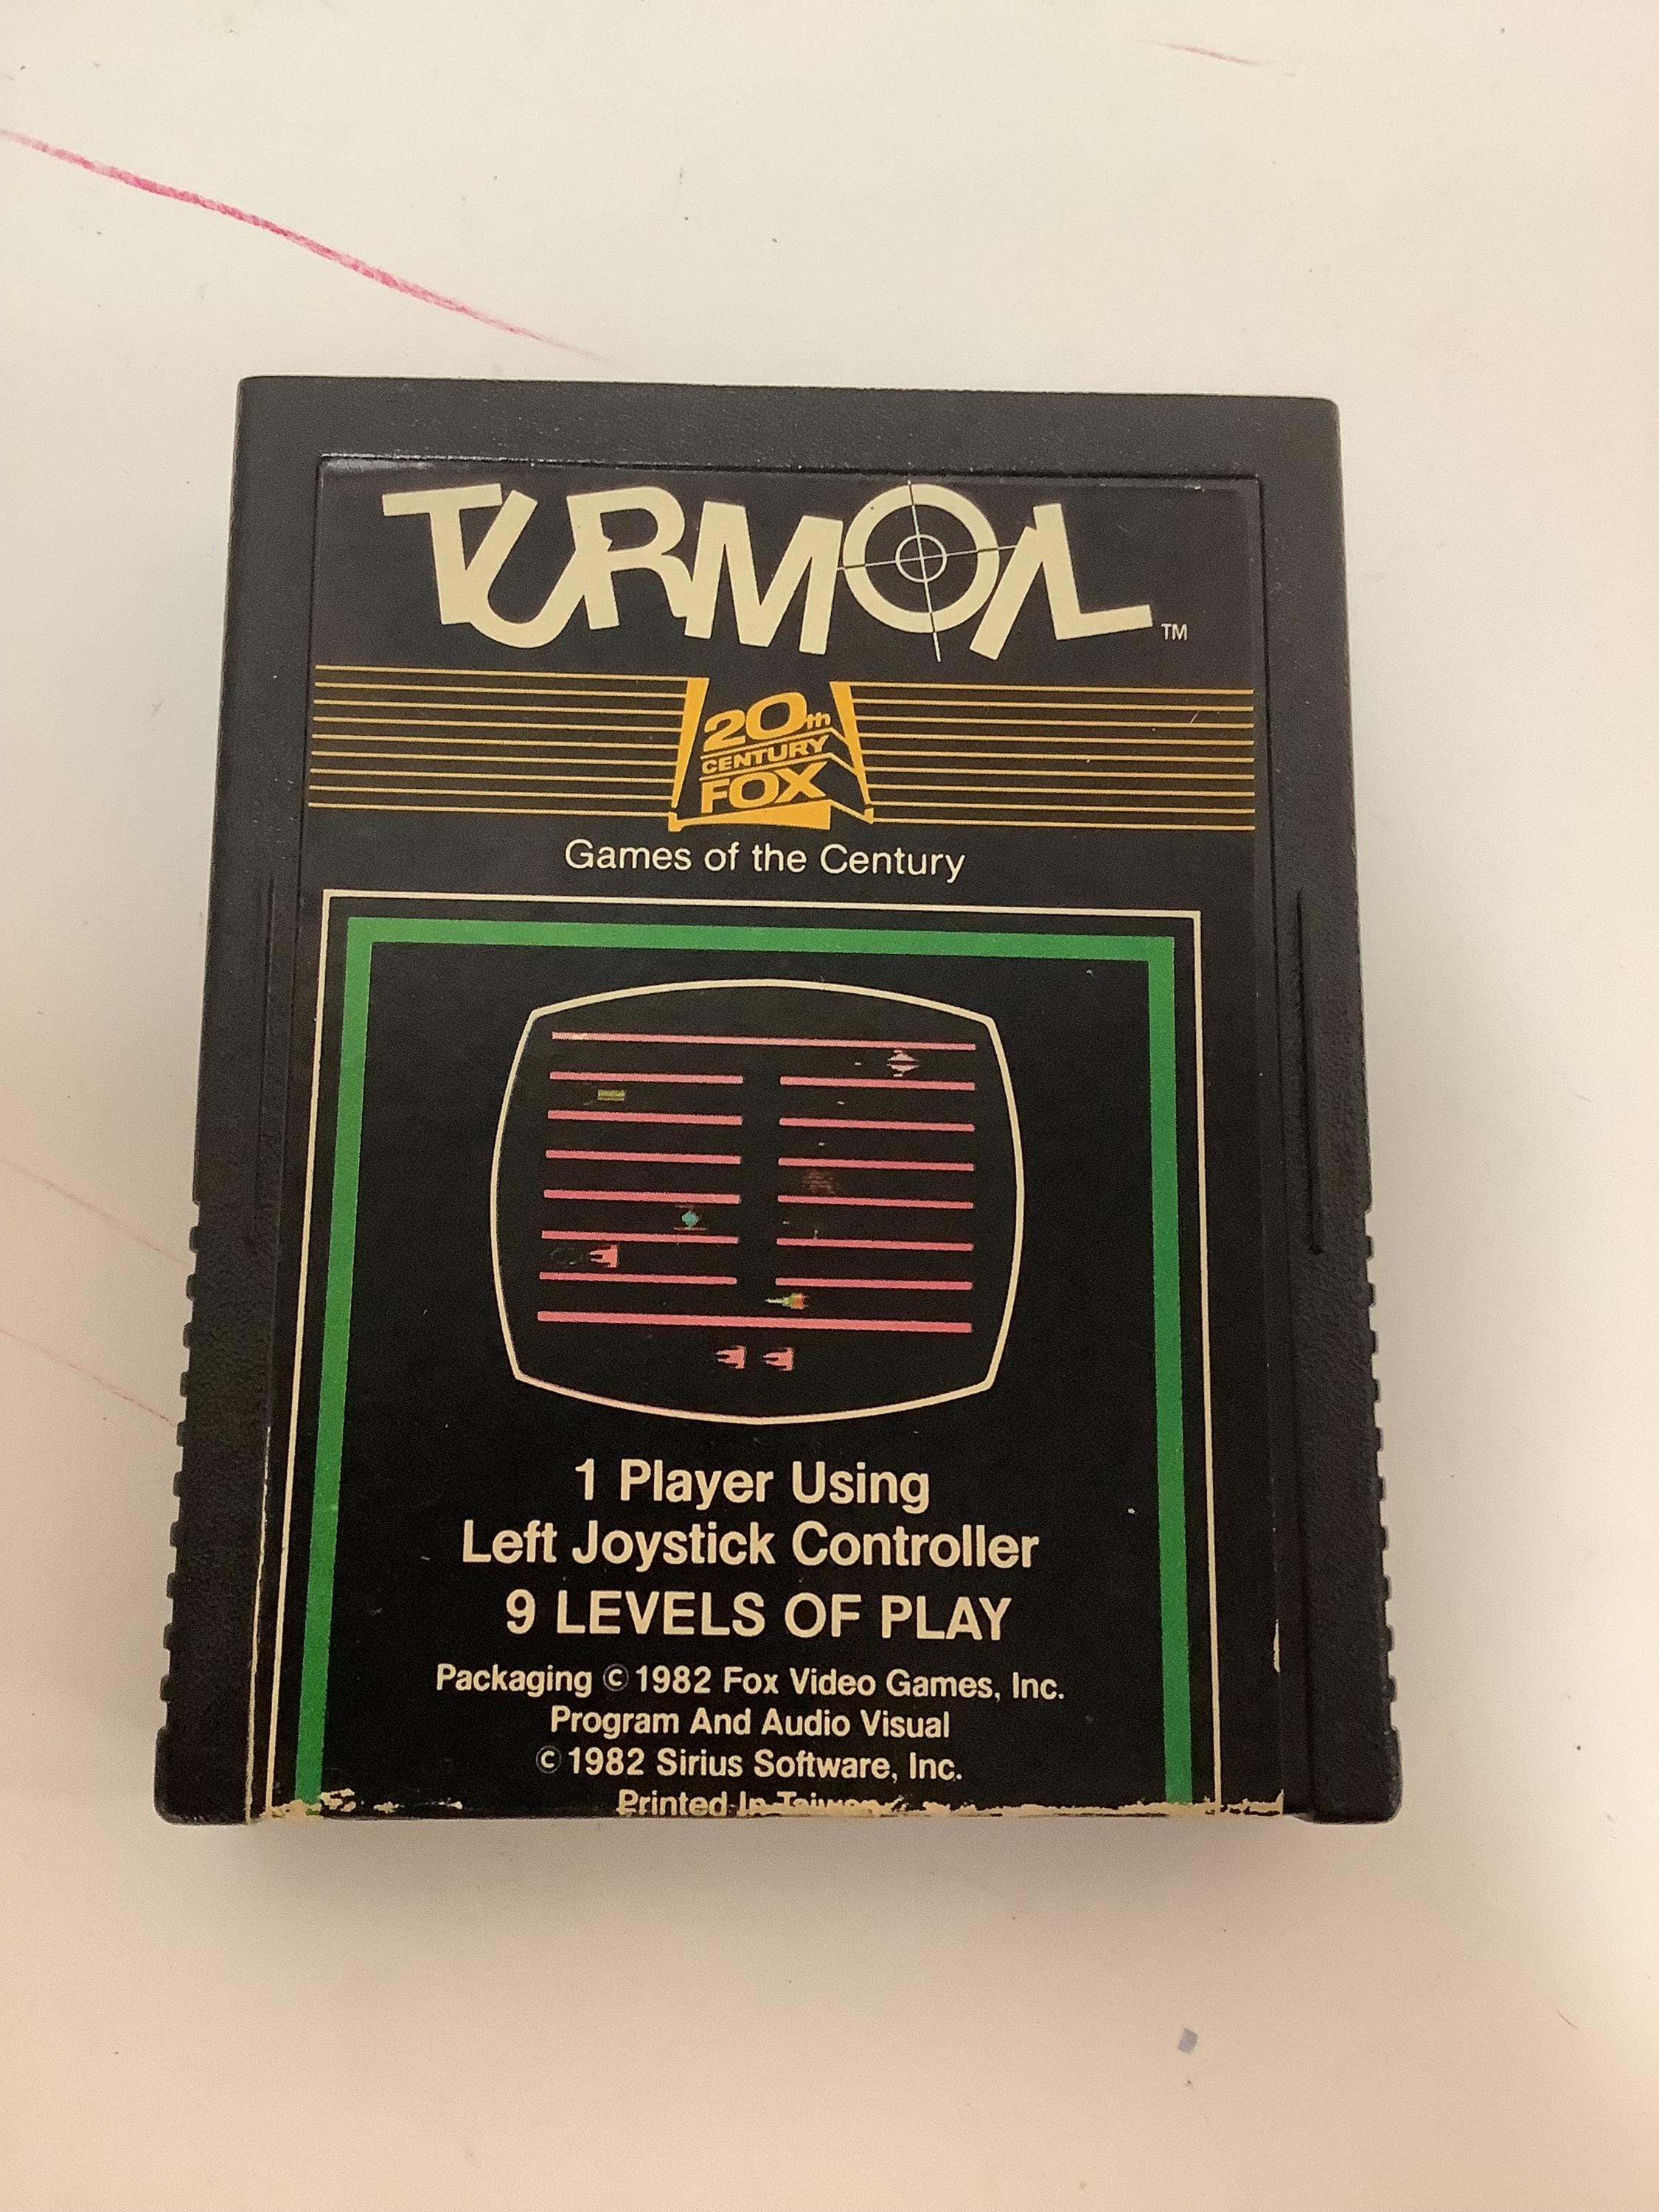 TURMOIL TM
20th
CENTURY
FOX
Games of the Century
1 Player Using
Left Joystick Controller
9 LEVELS OF PLAY
Packaging © 1982 Fox Video Games, Inc.
Program And Audio Visual
© 1982 Sirius Software, Inc.
Printed In Taiwan